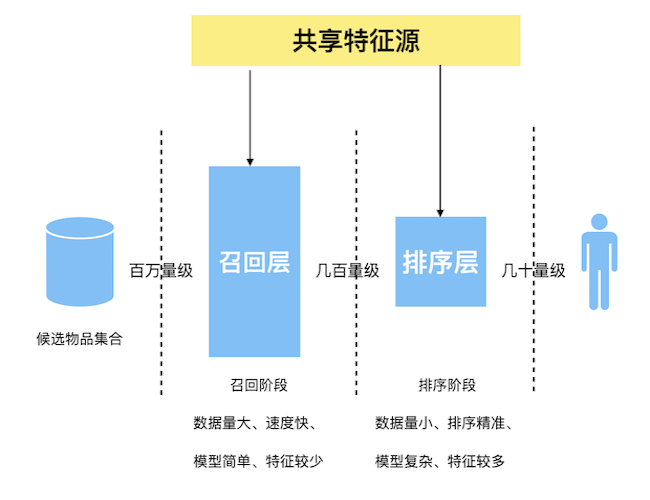 共享特征源
召回层
排序层
百万量级
几百量级
几十量级
候选物品集合
召回阶段
数据量大、速度快、
模型简单、特征较少
排序阶段
数据量小、排序精准、
模型复杂、特征较多